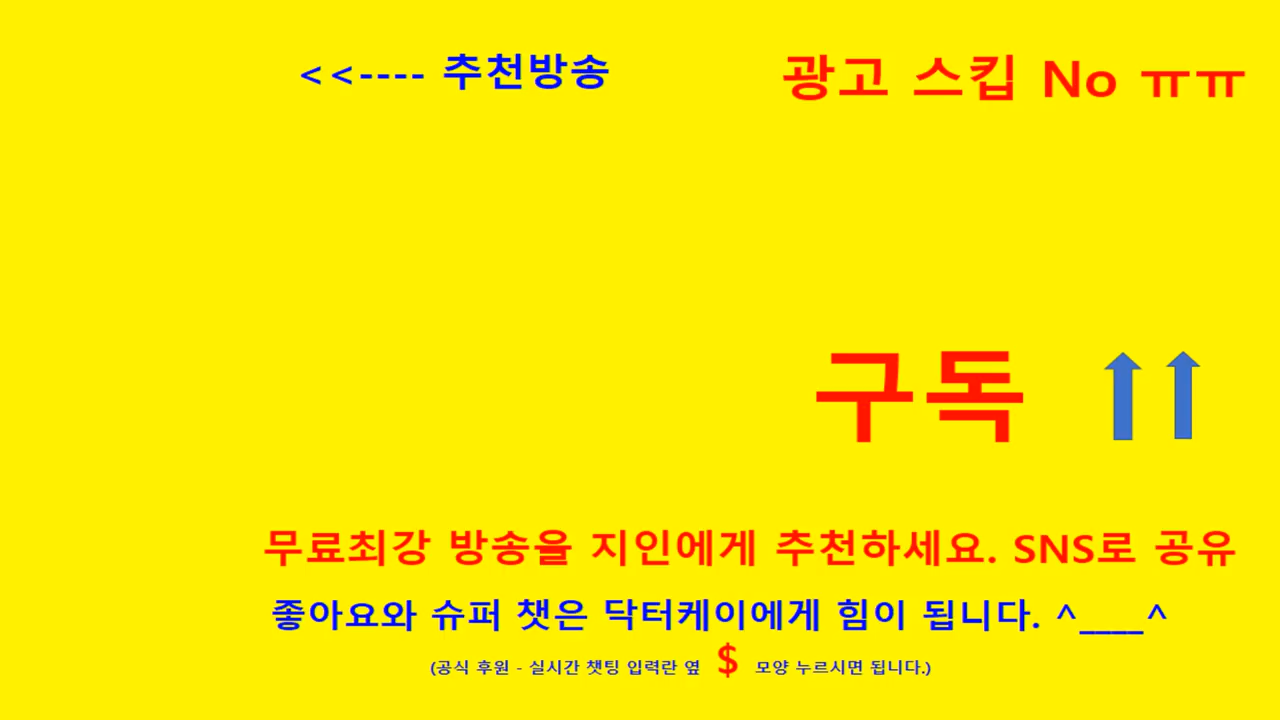 <<---- 추천방송
광고 스킵 No ㅠㅠ
구독
무료최강 방송을 지인에게 추천하세요. SNS로 공유
좋아요와 슈퍼 챗은 닥터케이에게 힘이 됩니다. ^____^
(공식 후원 - 실시간 챗팅 입력란 옆 $ 모양 누르시면 됩니다.)